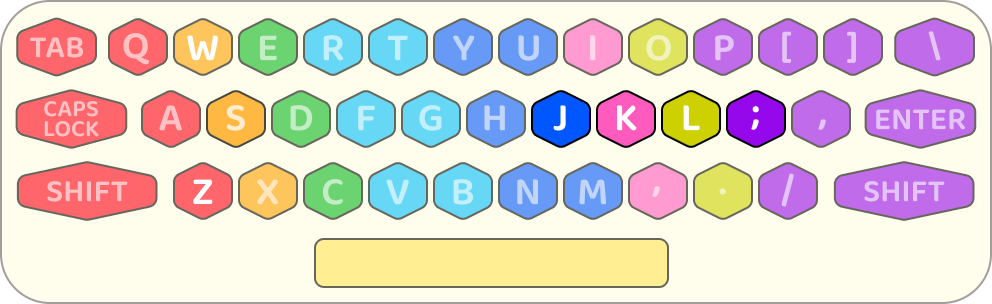 TAB Q W E R T Y U I O P [ ] \
CAPS LOCK A S D F G H J K L ; , ENTER
SHIFT Z X C V B N M , . / SHIFT